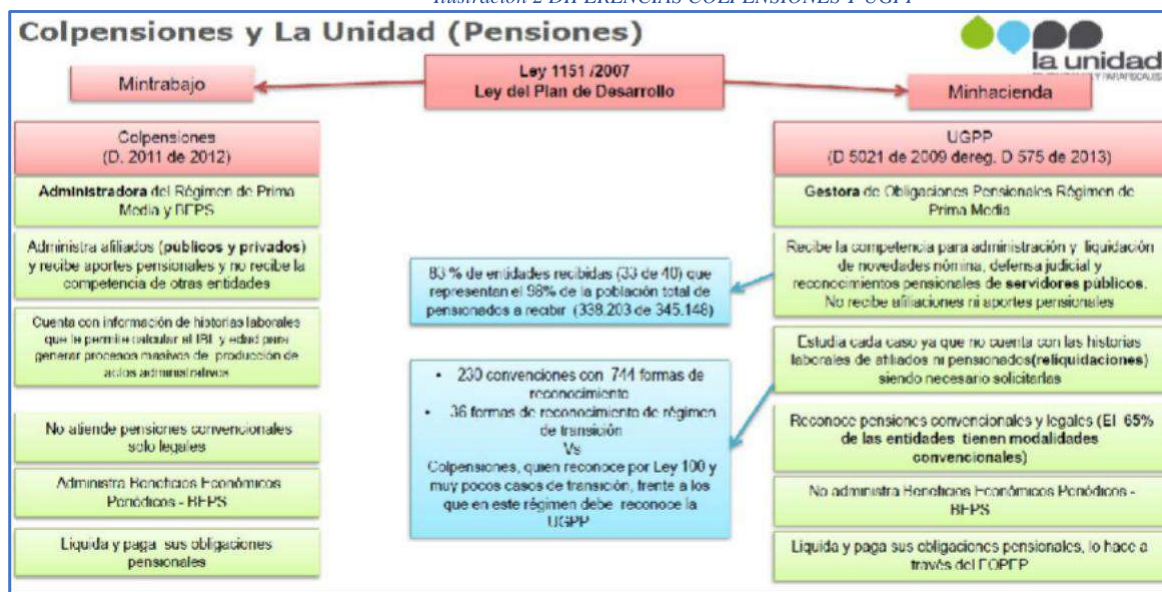 Ilustración 2 DIFERENCIAS COLPENSIONES Y UGPP
Colpensiones y La Unidad (Pensiones)
la unidad
Y PARAFISCALES
Ley 1151 /2007
Ley del Plan de Desarrollo
Mintrabajo
Minhacienda
Colpensiones
(D. 2011 de 2012)
Administradora del Régimen de Prima
Media y BEPS
Administra afiliados (públicos y privados)
y recibe aportes pensionales y no recibe la
competencia de otras entidades
Cuenta con información de historias laborales
que le permite calcular el IBL y edad para
generar procesos masivos de producción de
actos administrativos
No atiende pensiones convencionales
solo legales
Administra Beneficios Económicos
Periódicos - BEPS
Liquida y paga sus obligaciones
pensionales
83 % de entidades recibidas (33 de 40) que
representan el 98% de la población total de
pensionados a recibir (338.203 de 345.148)
• 230 convenciones con 744 formas de
reconocimiento
• 36 formas de reconocimiento de régimen
de transición
Vs
Colpensiones, quien reconoce por Ley 100 y
muy pocos casos de transición, frente a los
que en este régimen debe reconoce la
UGPP
UGPP
(D 5021 de 2009 dereg. D 575 de 2013)
Gestora de Obligaciones Pensionales Régimen de
Prima Media
Recibe la competencia para administración y liquidación
de novedades nómina, defensa judicial y
reconocimientos pensionales de servidores públicos.
No recibe afiliaciones ni aportes pensionales
Estudia cada caso ya que no cuenta con las historias
laborales de afiliados ni pensionados(reliquidaciones)
siendo necesario solicitarlas
Reconoce pensiones convencionales y legales (El 65%
de las entidades tienen modalidades
convencionales)
No administra Beneficios Económicos Periódicos -
BEPS
Liquida y paga sus obligaciones pensionales, lo hace a
través del FOPEP